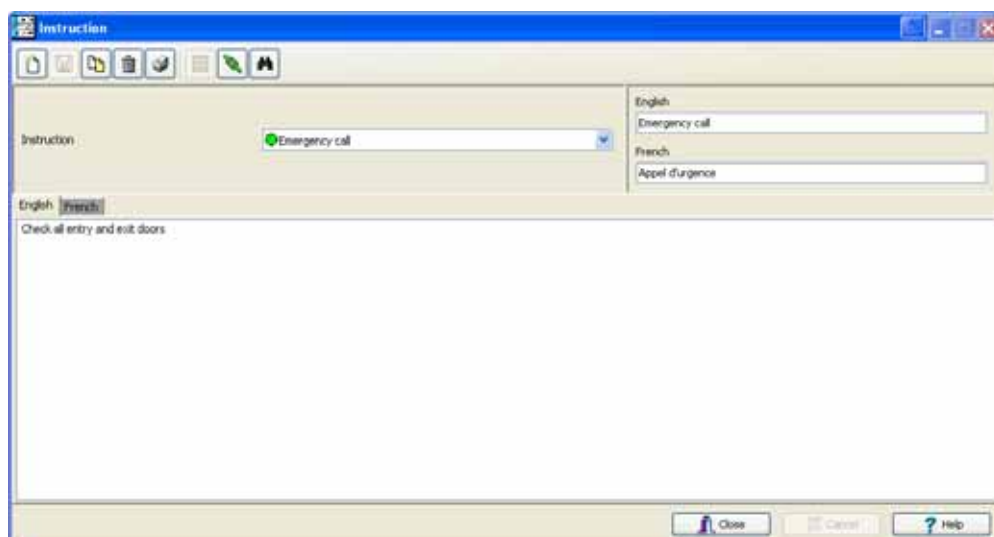 Instruction
English
Emergency call
Instruction
Emergency call
French
Appel d'urgence
English French
Check all entry and exit doors
Close Cancel Help